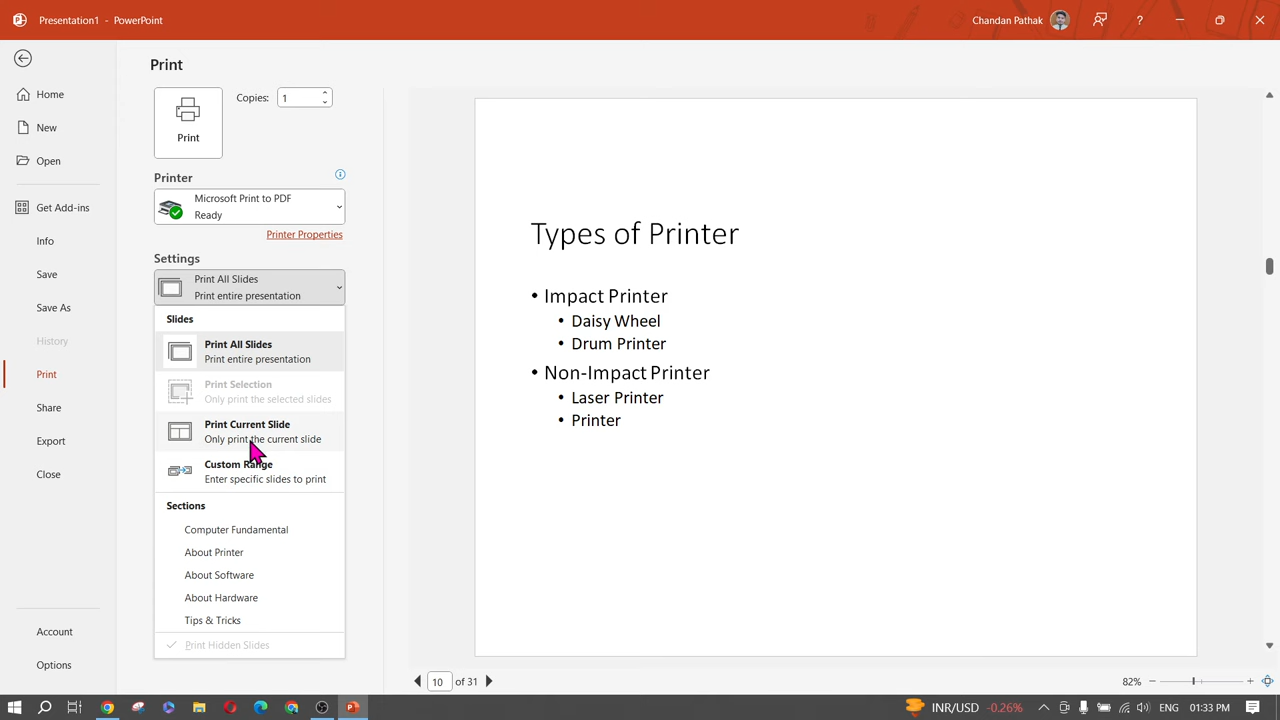 Presentation1 - PowerPoint
Chandan Pathak
?
Print
Home
New
Open
Get Add-ins
Info
Save
Save As
History
Print
Share
Export
Close
Account
Options
Print
Copies: 1
Printer
Microsoft Print to PDF
Ready
Printer Properties
Settings
Print All Slides
Print entire presentation
Slides
Print All Slides
Print entire presentation
Print Selection
Only print the selected slides
Print Current Slide
Only print the current slide
Custom Range
Enter specific slides to print
Sections
Computer Fundamental
About Printer
About Software
About Hardware
Tips & Tricks
Print Hidden Slides
Types of Printer
• Impact Printer
• Daisy Wheel
• Drum Printer
• Non-Impact Printer
• Laser Printer
• Printer
10 of 31
82%
INR/USD -0.26%
ENG 01:33 PM